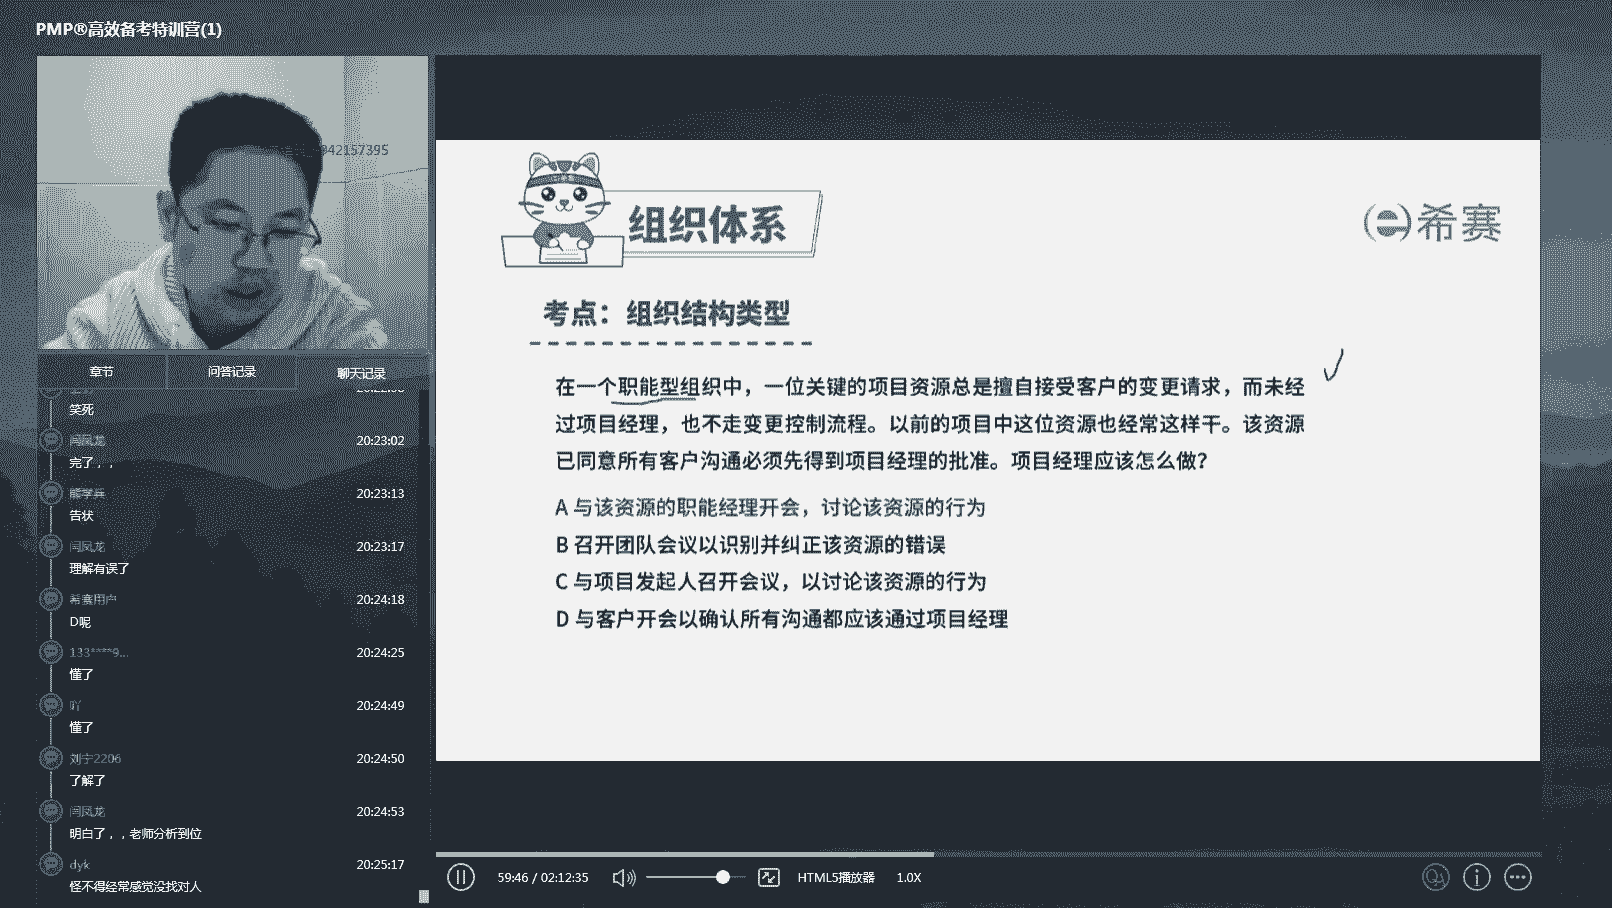 PMP®高效备考特训营(1)
942157395
组织体系
希赛
考点：组织结构类型
在一个职能型组织中，一位关键的项目资源总是擅自接受客户的变更请求，而未经
过项目经理，也不走变更控制流程。以前的项目中这位资源也经常这样干。该资源
已同意所有客户沟通必须先得到项目经理的批准。项目经理应该怎么做？
A 与该资源的职能经理开会，讨论该资源的行为
B 召开团队会议以识别并纠正该资源的错误
C 与项目发起人召开会议，以讨论该资源的行为
D 与客户开会以确认所有沟通都应该通过项目经理
章节
问答记录
聊天记录
笑死
闫凤龙 20:23:02
完了，，
熊学兵 20:23:13
告状
闫凤龙 20:23:17
理解有误了
希赛用户 20:24:18
D呢
133****9... 20:24:25
懂了
吖 20:24:49
懂了
刘宁2206 20:24:50
了解了
闫凤龙 20:24:53
明白了，，老师分析到位
dyk 20:25:17
怪不得经常感觉没找对人
59:46 / 02:12:35
HTML5播放器
1.0X